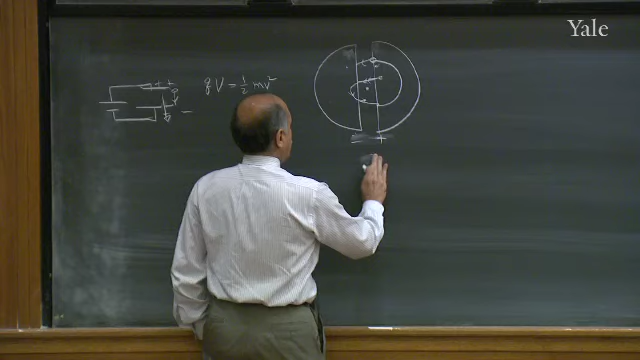 Yale
+ +
qV = 1/2 mv²
−
+